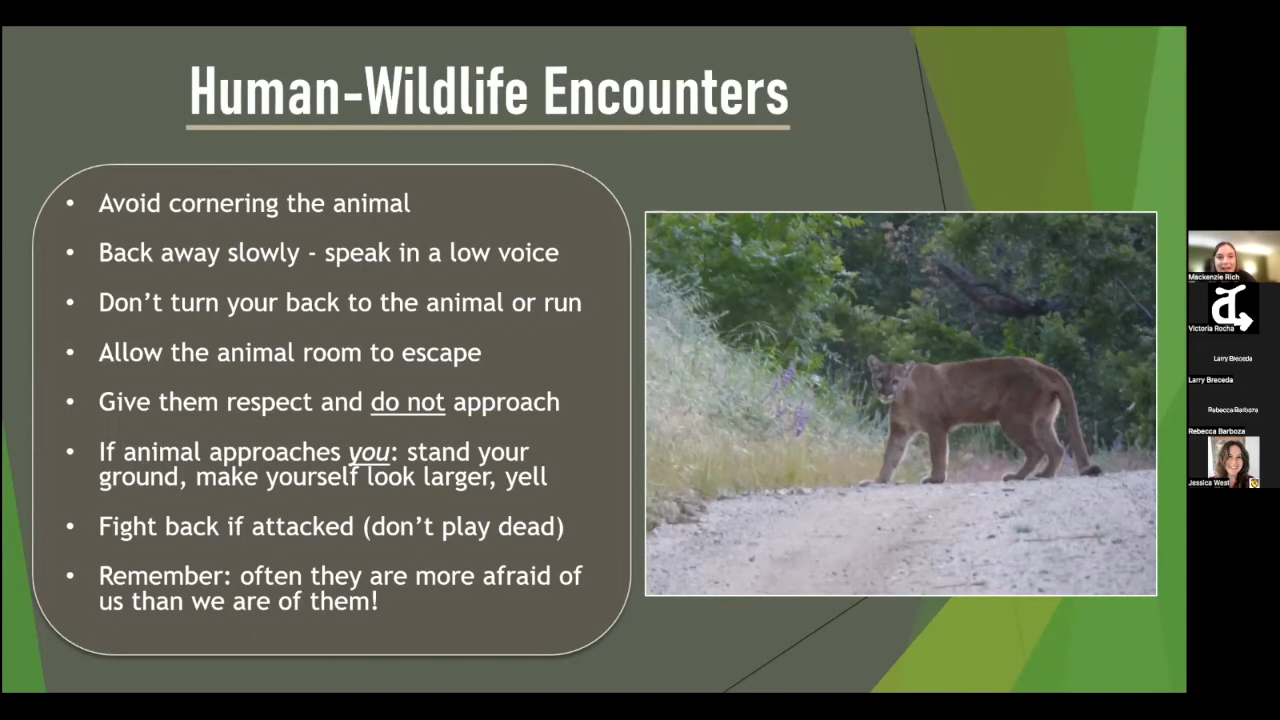 Human-Wildlife Encounters
• Avoid cornering the animal
• Back away slowly - speak in a low voice
• Don’t turn your back to the animal or run
• Allow the animal room to escape
• Give them respect and do not approach
• If animal approaches you: stand your
ground, make yourself look larger, yell
• Fight back if attacked (don’t play dead)
• Remember: often they are more afraid of
us than we are of them!
Mackenzie Rich
a
Victoria Rocha
Larry Breceda
Larry Breceda
Rebecca Barboza
Rebecca Barboza
Jessica West